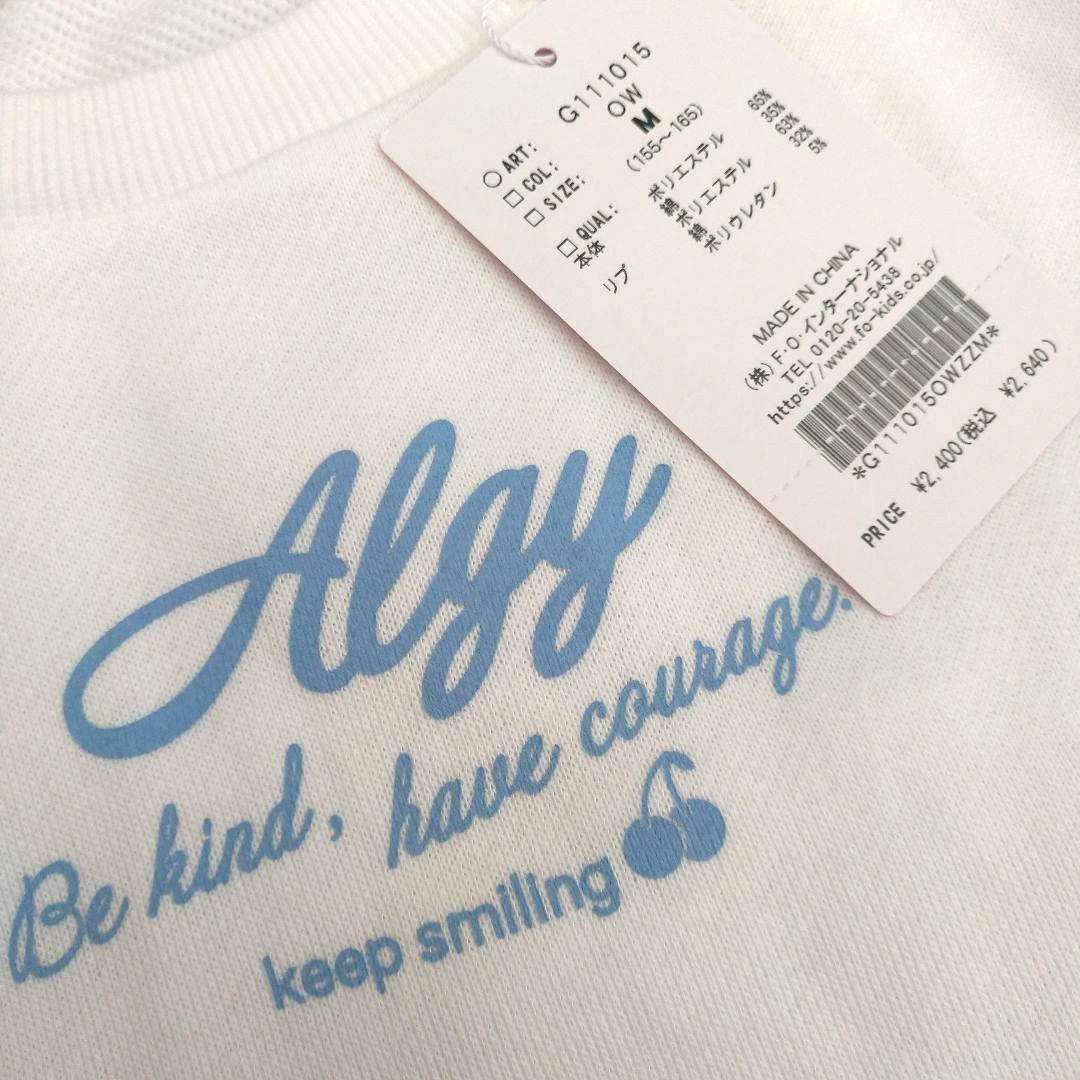 ART: G111015
COL: OW
SIZE: M
(155~165)
QUAL:
本体 ポリエステル 65%
綿 35%
リブ ポリエステル 63%
綿 32%
ポリウレタン 5%
MADE IN CHINA
(株)F・O・インターナショナル
TEL 0120-20-5438
https://www.fo-kids.co.jp/
*G111015OWZZM*
PRICE ¥2,400(税込 ¥2,640)
Algy
Be kind, have courage.
keep smiling